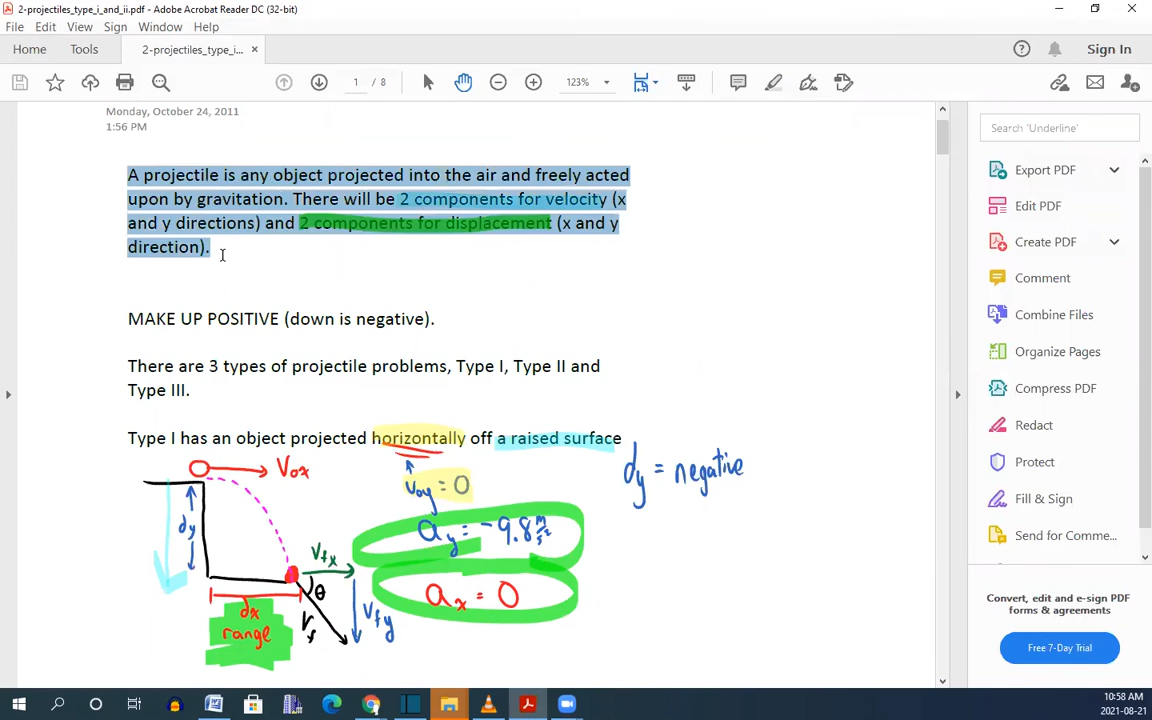 2-projectiles_type_i_and_ii.pdf - Adobe Acrobat Reader DC (32-bit)
File Edit View Sign Window Help
Home Tools 2-projectiles_type_i... × Sign In
1 / 8 123%
Monday, October 24, 2011
1:56 PM
A projectile is any object projected into the air and freely acted
upon by gravitation. There will be 2 components for velocity (x
and y directions) and 2 components for displacement (x and y
direction).
MAKE UP POSITIVE (down is negative).
There are 3 types of projectile problems, Type I, Type II and
Type III.
Type I has an object projected horizontally off a raised surface
Vox
dy = negative
Voy = 0
dy
ay = -9.8 m/s²
Vfx
θ
ax = 0
dx
range
Vf
Vfy
Search 'Underline'
Export PDF
Edit PDF
Create PDF
Comment
Combine Files
Organize Pages
Compress PDF
Redact
Protect
Fill & Sign
Send for Comme...
Convert, edit and e-sign PDF
forms & agreements
Free 7-Day Trial
10:58 AM
2021-08-21